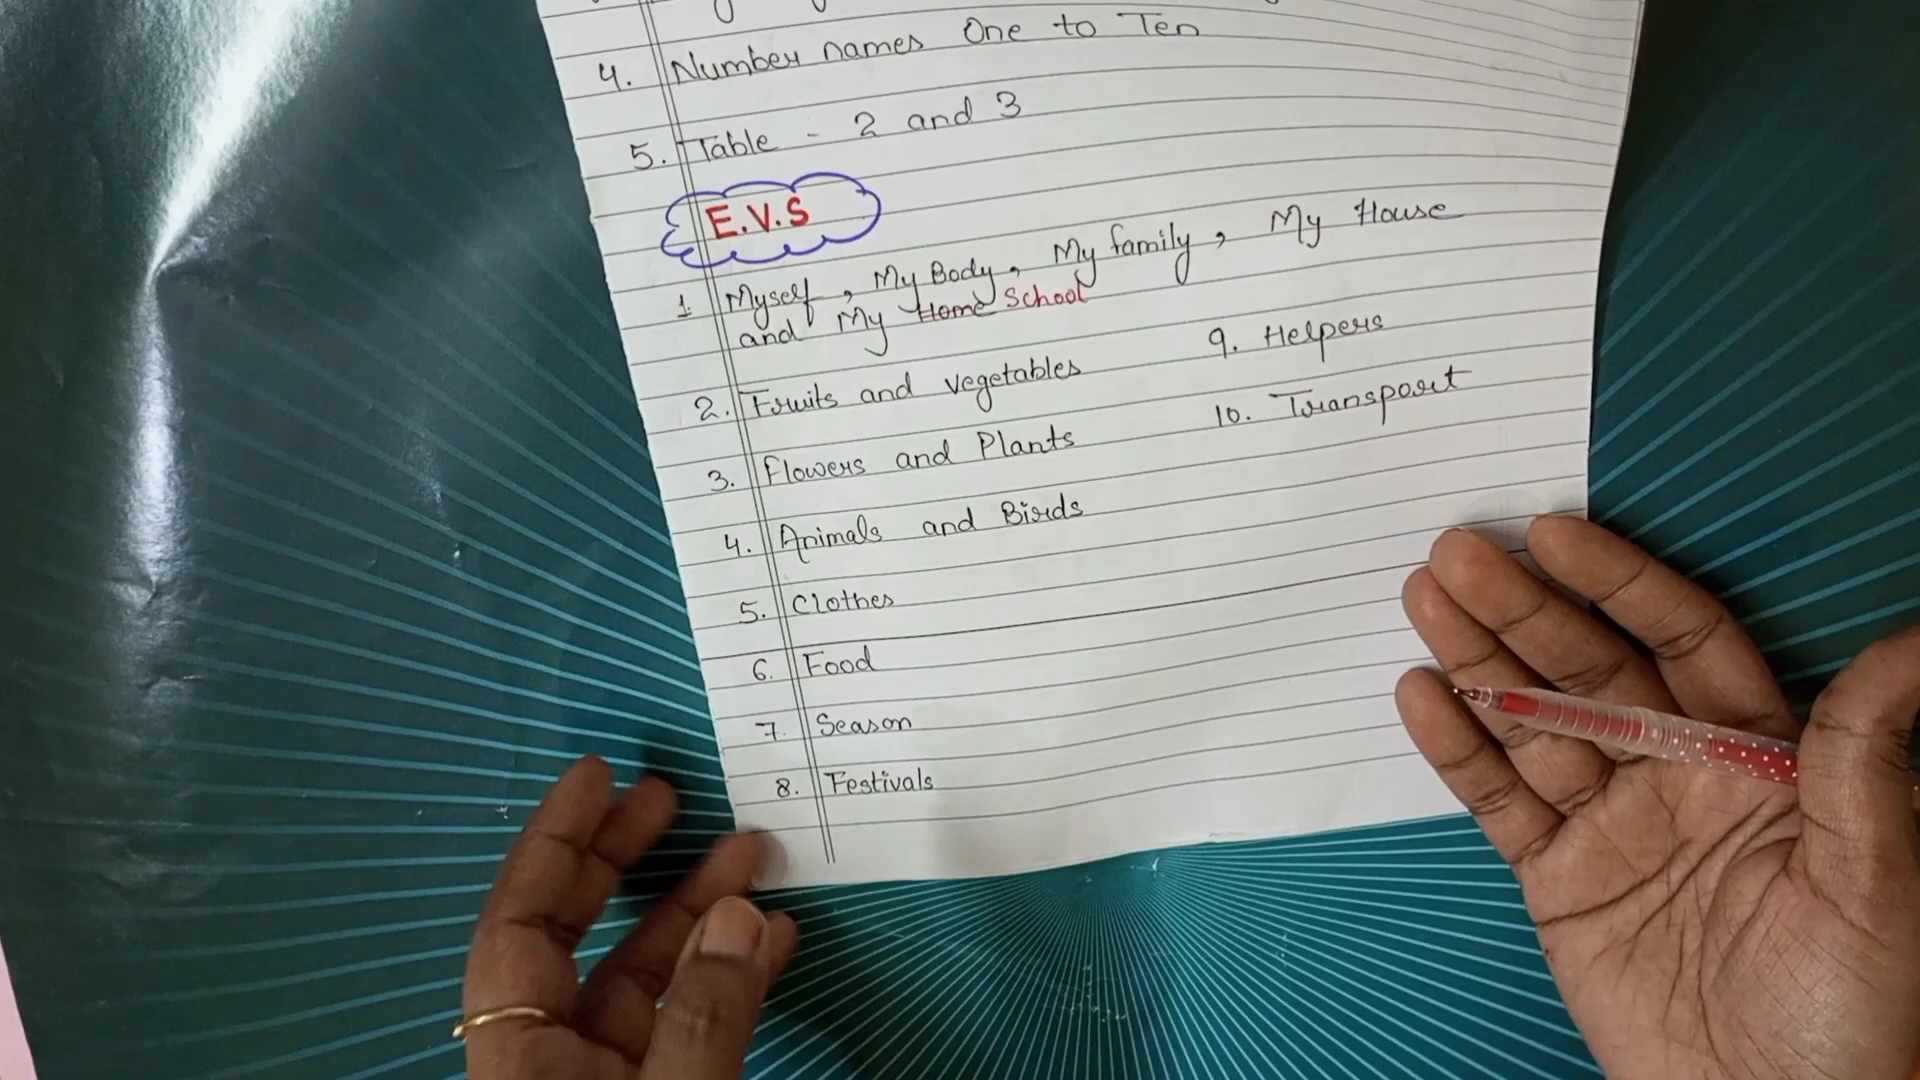 4. Number names One to Ten
5. Table - 2 and 3
E.V.S
1. Myself, My Body, My family, My House
and My Home School
2. Fruits and vegetables
3. Flowers and Plants
4. Animals and Birds
5. Clothes
6. Food
7. Season
8. Festivals
9. Helpers
10. Transport